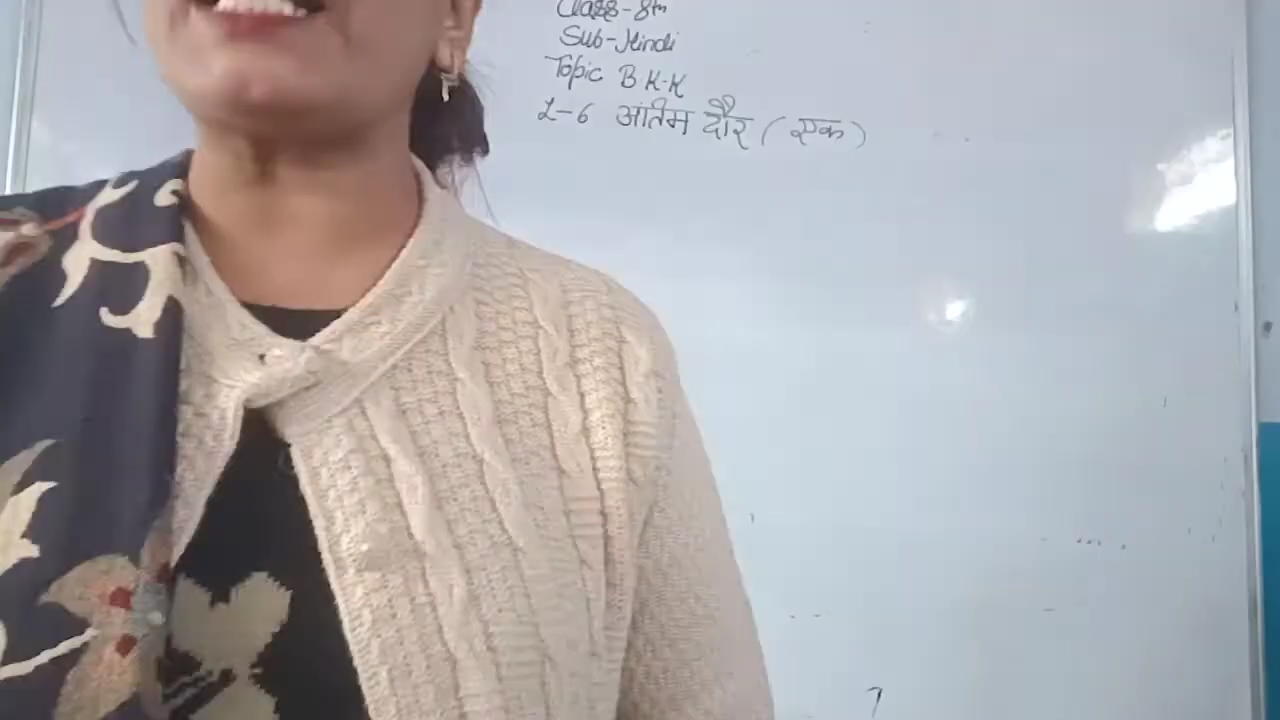 Class-8th
Sub-Hindi
Topic B.K.K
L-6 अंतिम दौर (एक)